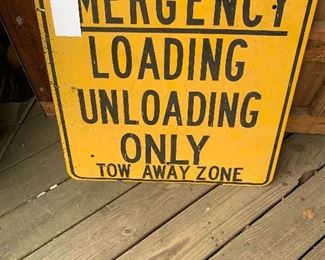 MERGENCY
LOADING
UNLOADING
ONLY
TOW AWAY ZONE